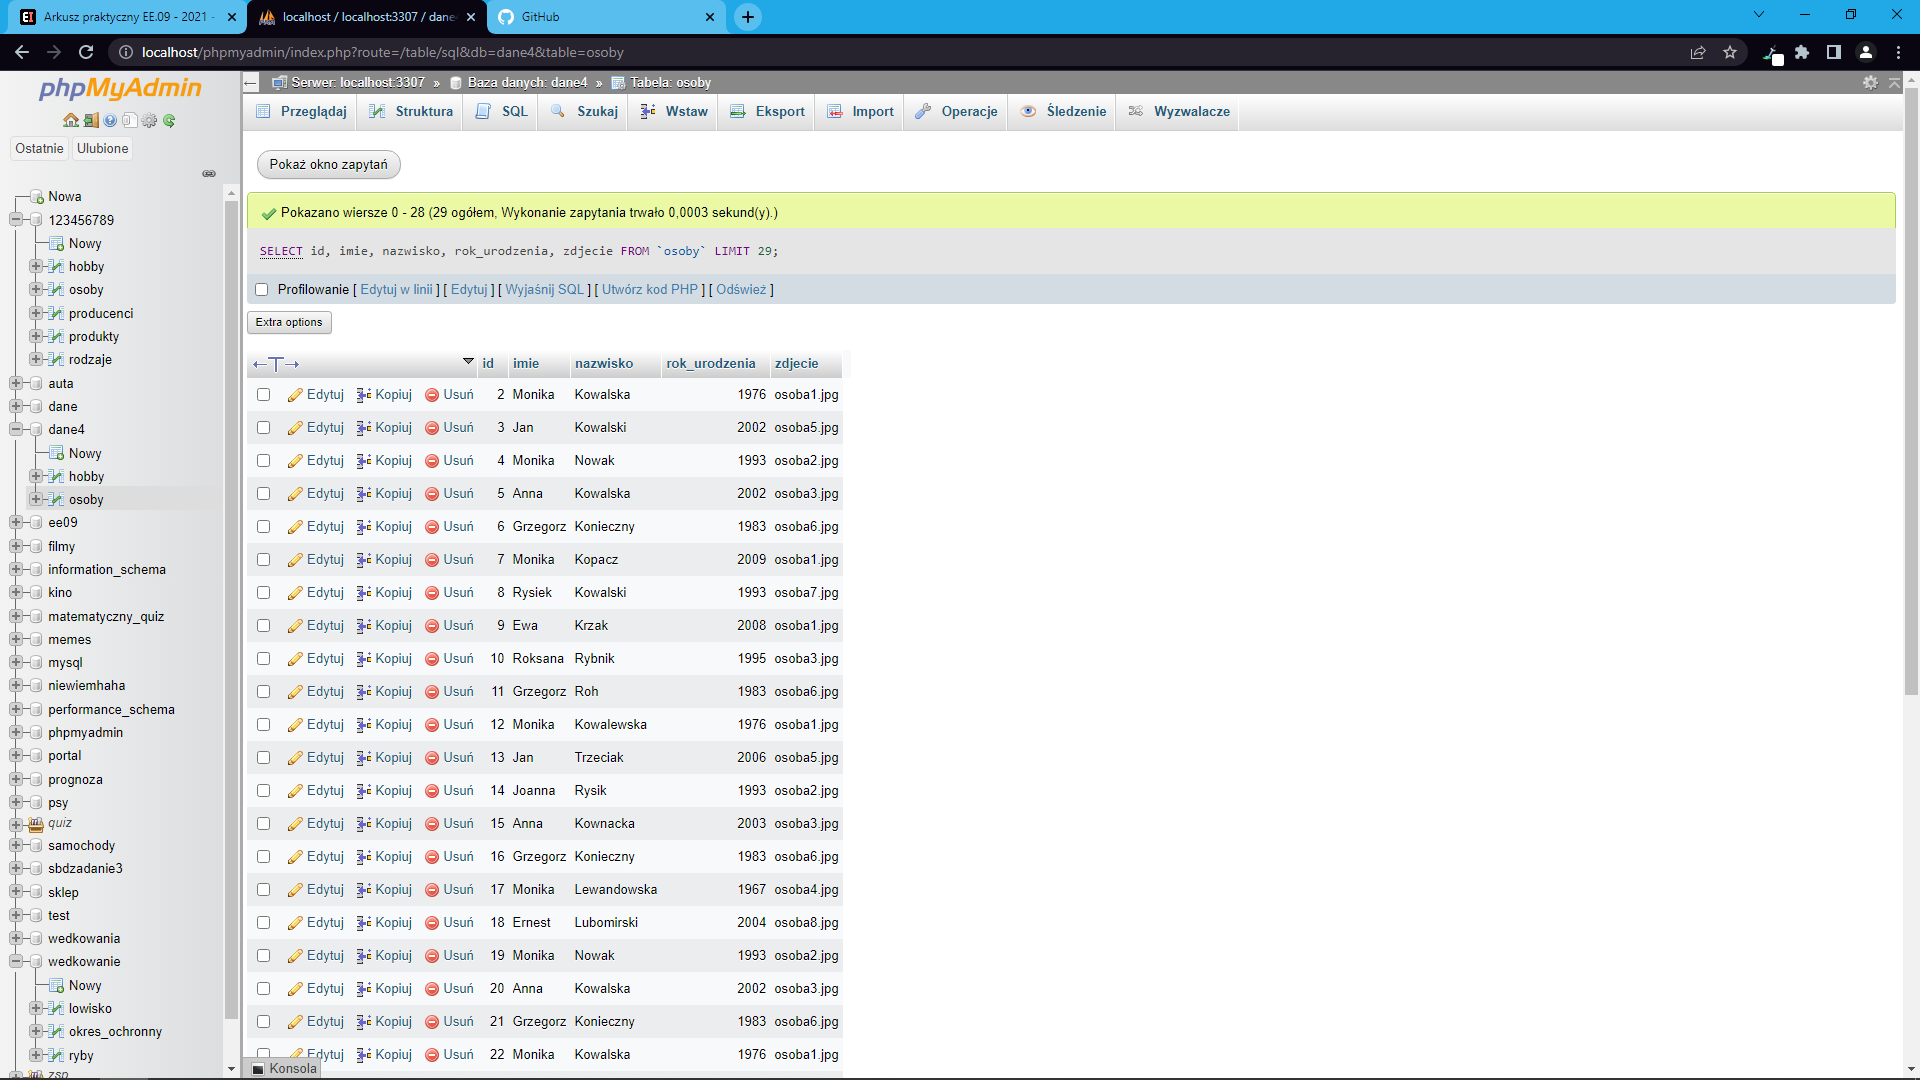 Arkusz praktyczny EE.09 - 2021 -
localhost / localhost:3307 / dane
GitHub
localhost/phpmyadmin/index.php?route=/table/sql&db=dane4&table=osoby
phpMyAdmin
Ostatnie
Ulubione
Nowa
123456789
Nowy
hobby
osoby
producenci
produkty
rodzaje
auta
dane
dane4
Nowy
hobby
osoby
ee09
filmy
information_schema
kino
matematyczny_quiz
memes
mysql
niewiemhaha
performance_schema
phpmyadmin
portal
prognoza
psy
quiz
samochody
sbdzadanie3
sklep
test
wedkowania
wedkowanie
Nowy
lowisko
okres_ochronny
ryby
zsp
Serwer: localhost:3307 » Baza danych: dane4 » Tabela: osoby
Przeglądaj Struktura SQL Szukaj Wstaw Eksport Import Operacje Śledzenie Wyzwalacze
Pokaż okno zapytań
Pokazano wiersze 0 - 28 (29 ogółem, Wykonanie zapytania trwało 0,0003 sekund(y).)
SELECT id, imie, nazwisko, rok_urodzenia, zdjecie FROM `osoby` LIMIT 29;
Profilowanie [ Edytuj w linii ] [ Edytuj ] [ Wyjaśnij SQL ] [ Utwórz kod PHP ] [ Odśwież ]
Extra options
←T→ id imie nazwisko rok_urodzenia zdjecie
Edytuj Kopiuj Usuń 2 Monika Kowalska 1976 osoba1.jpg
Edytuj Kopiuj Usuń 3 Jan Kowalski 2002 osoba5.jpg
Edytuj Kopiuj Usuń 4 Monika Nowak 1993 osoba2.jpg
Edytuj Kopiuj Usuń 5 Anna Kowalska 2002 osoba3.jpg
Edytuj Kopiuj Usuń 6 Grzegorz Konieczny 1983 osoba6.jpg
Edytuj Kopiuj Usuń 7 Monika Kopacz 2009 osoba1.jpg
Edytuj Kopiuj Usuń 8 Rysiek Kowalski 1993 osoba7.jpg
Edytuj Kopiuj Usuń 9 Ewa Krzak 2008 osoba1.jpg
Edytuj Kopiuj Usuń 10 Roksana Rybnik 1995 osoba3.jpg
Edytuj Kopiuj Usuń 11 Grzegorz Roh 1983 osoba6.jpg
Edytuj Kopiuj Usuń 12 Monika Kowalewska 1976 osoba1.jpg
Edytuj Kopiuj Usuń 13 Jan Trzeciak 2006 osoba5.jpg
Edytuj Kopiuj Usuń 14 Joanna Rysik 1993 osoba2.jpg
Edytuj Kopiuj Usuń 15 Anna Kownacka 2003 osoba3.jpg
Edytuj Kopiuj Usuń 16 Grzegorz Konieczny 1983 osoba6.jpg
Edytuj Kopiuj Usuń 17 Monika Lewandowska 1967 osoba4.jpg
Edytuj Kopiuj Usuń 18 Ernest Lubomirski 2004 osoba8.jpg
Edytuj Kopiuj Usuń 19 Monika Nowak 1993 osoba2.jpg
Edytuj Kopiuj Usuń 20 Anna Kowalska 2002 osoba3.jpg
Edytuj Kopiuj Usuń 21 Grzegorz Konieczny 1983 osoba6.jpg
Edytuj Kopiuj Usuń 22 Monika Kowalska 1976 osoba1.jpg
Konsola